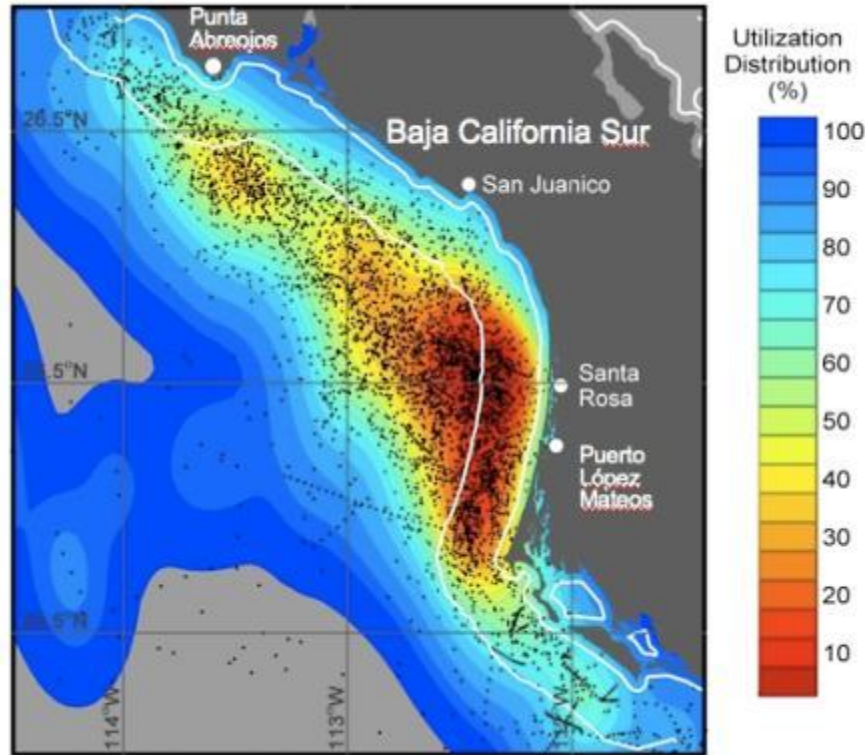 Punta
Abreojos
Utilization
Distribution
(%)
26.5°N
Baja California Sur
San Juanico
100
90
80
70
60
50
40
30
20
10
Santa
Rosa
Puerto
López
Mateos
114°W
113°W